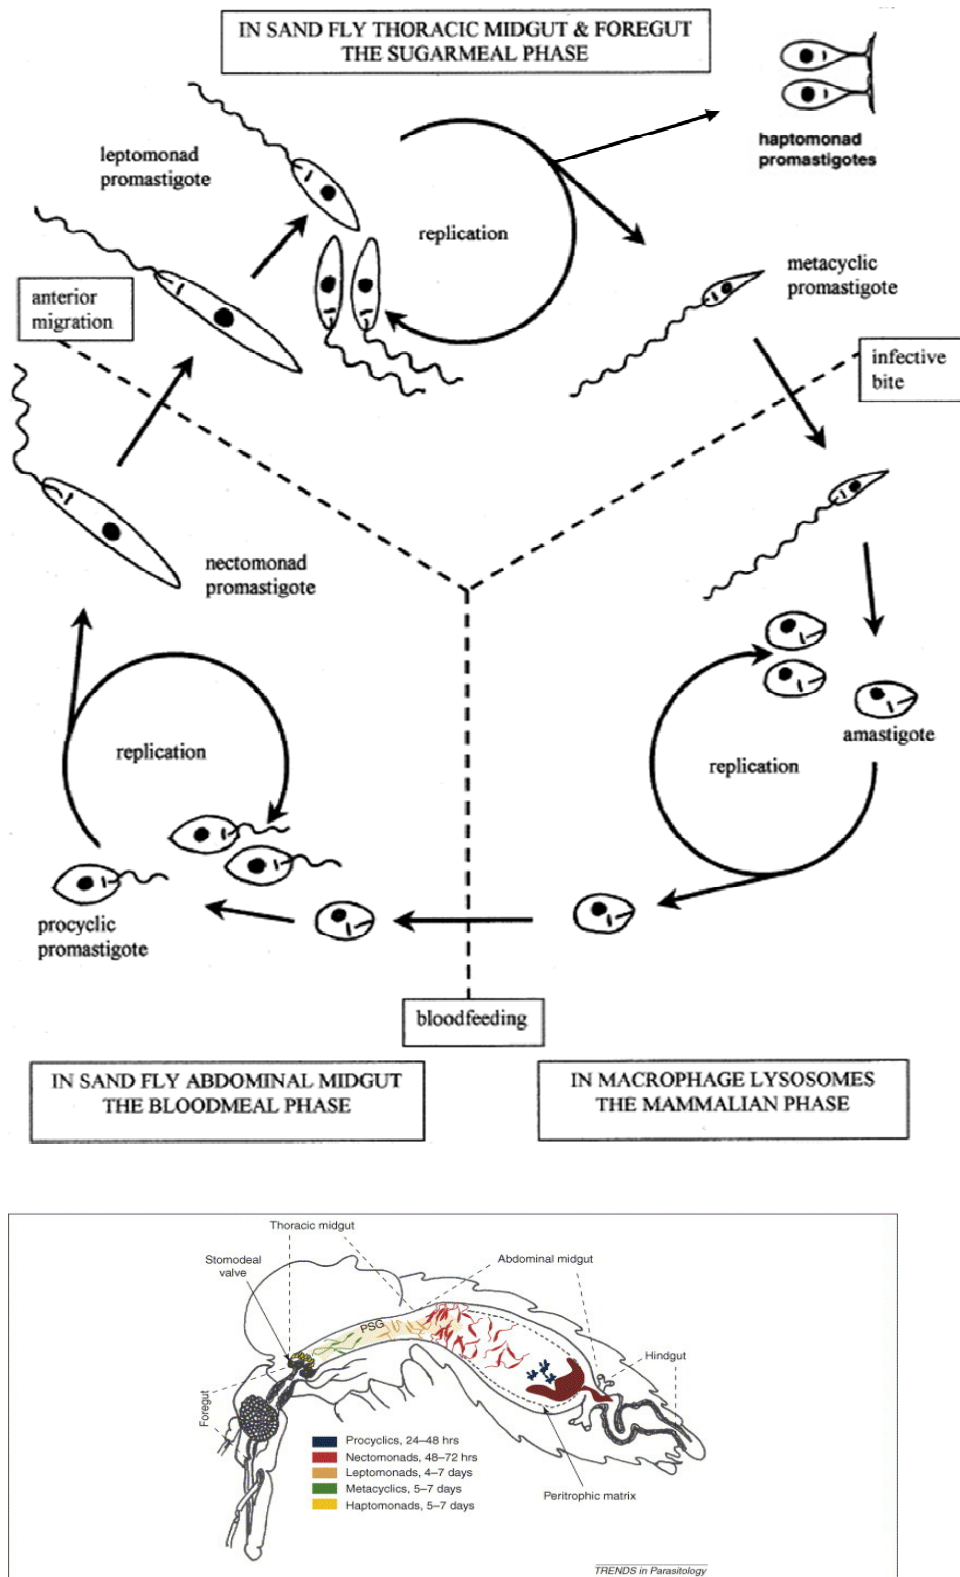 IN SAND FLY THORACIC MIDGUT & FOREGUT
THE SUGARMEAL PHASE
haptomonad
promastigotes
leptomonad
promastigote
replication
metacyclic
promastigote
anterior
migration
infective
bite
nectomonad
promastigote
replication
replication
amastigote
procyclic
promastigote
bloodfeeding
IN SAND FLY ABDOMINAL MIDGUT
THE BLOODMEAL PHASE
IN MACROPHAGE LYSOSOMES
THE MAMMALIAN PHASE
Thoracic midgut
Stomodeal
valve
Abdominal midgut
PSG
Hindgut
Foregut
Procyclics, 24–48 hrs
Nectomonads, 48–72 hrs
Leptomonads, 4–7 days
Metacyclics, 5–7 days
Haptomonads, 5–7 days
Peritrophic matrix
TRENDS in Parasitology